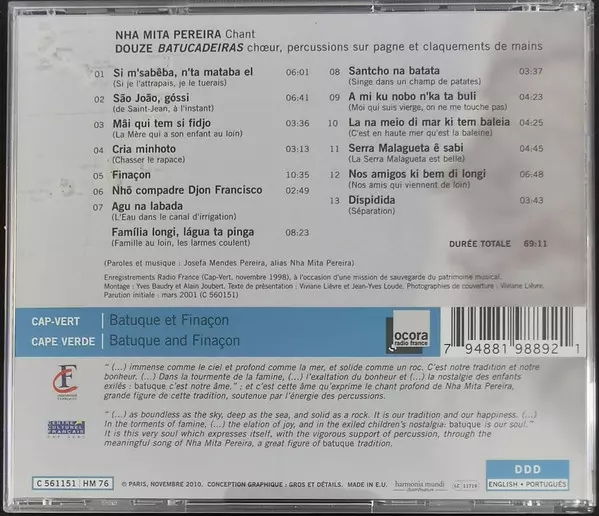 NHA MITA PEREIRA Chant
DOUZE BATUCADEIRAS chœur, percussions sur pagne et claquements de mains
01 Si m'sabêba, n'ta mataba el 06:01
(Si je l'attrapais, je le tuerais)
02 São João, góssi 06:41
(de Saint-Jean, à l'instant)
03 Mãi qui tem si fidjo 03:36
(La Mère qui a son enfant au loin)
04 Cria minhoto 03:13
(Chasser le rapace)
05 Finaçon 10:35
06 Nhõ compadre Djon Francisco 02:49
07 Agu na labada
(L'Eau dans le canal d'irrigation)
Família longi, lágua ta pinga 08:23
(Famille au loin, les larmes coulent)
08 Santcho na batata 03:37
(Singe dans un champ de patates)
09 A mi ku nobo n'ka ta buli 04:23
(Moi qui suis vierge, on ne me touche pas)
10 La na meio di mar ki tem baleia 04:25
(C'est en haute mer qu'est la baleine)
11 Serra Malagueta ê sabi 04:45
(La Serra Malagueta est belle)
12 Nos amigos ki bem di longi 06:48
(Nos amis qui viennent de loin)
13 Dispidida 03:43
(Séparation)
DURÉE TOTALE 69:11
(Paroles et musique : Josefa Mendes Pereira, alias Nha Mita Pereira)
Enregistrements Radio France (Cap-Vert, novembre 1998), à l'occasion d'une mission de sauvegarde du patrimoine musical.
Montage : Yves Baudry et Alain Joubert. Texte de présentation : Viviane Lièvre et Jean-Yves Loude. Photographies de couverture : Viviane Lièvre.
Parution initiale : mars 2001 (C 560151)
CAP-VERT Batuque et Finaçon
CAPE VERDE Batuque and Finaçon
ocora
radio france
7 94881 98892 1
" (...) immense comme le ciel et profond comme la mer, et solide comme un roc. C'est notre tradition et notre
bonheur. (...) Dans la tourmente de la famine, (...) l'exaltation du bonheur et (...) la nostalgie des enfants
exilés : batuque c'est notre âme." ; et c'est cette âme qu'exprime le chant profond de Nha Mita Pereira,
grande figure de cette tradition, soutenue par l'énergie des percussions.
" (...) as boundless as the sky, deep as the sea, and solid as a rock. It is our tradition and our happiness. (...)
In the torments of famine, (...) the elation of joy, and in the exiled children's nostalgia: batuque is our soul."
It is this very soul which expresses itself, with the vigorous support of percussion, through the
meaningful song of Nha Mita Pereira, a great figure of batuque tradition.
CENTRE
CULTUREL
FRANCAIS
C 561151 HM 76
℗ © PARIS, NOVEMBRE 2010. CONCEPTION GRAPHIQUE : GROS ET DÉTAILS. MADE IN E.U.
harmonia mundi
distribution
DDD
ENGLISH • PORTUGUÊS